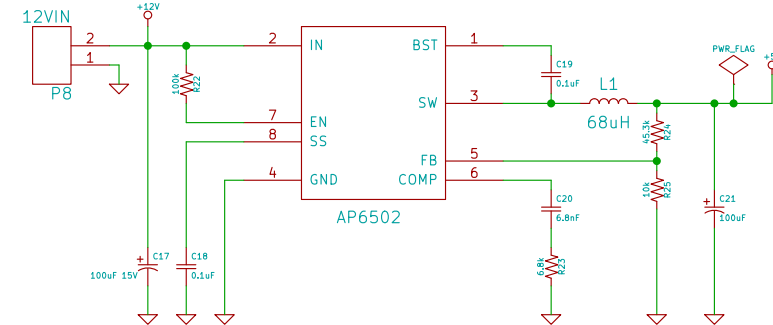 12VIN
2
1
P8
+12V
100k
R22
2
IN
7
EN
8
SS
4
GND
BST
1
SW
3
FB
5
COMP
6
AP6502
C19
0.1uF
L1
68uH
PWR_FLAG
45.3k
R24
10k
R25
C20
6.8nF
6.8k
R23
C21
100uF
C17
100uF 15V
C18
0.1uF